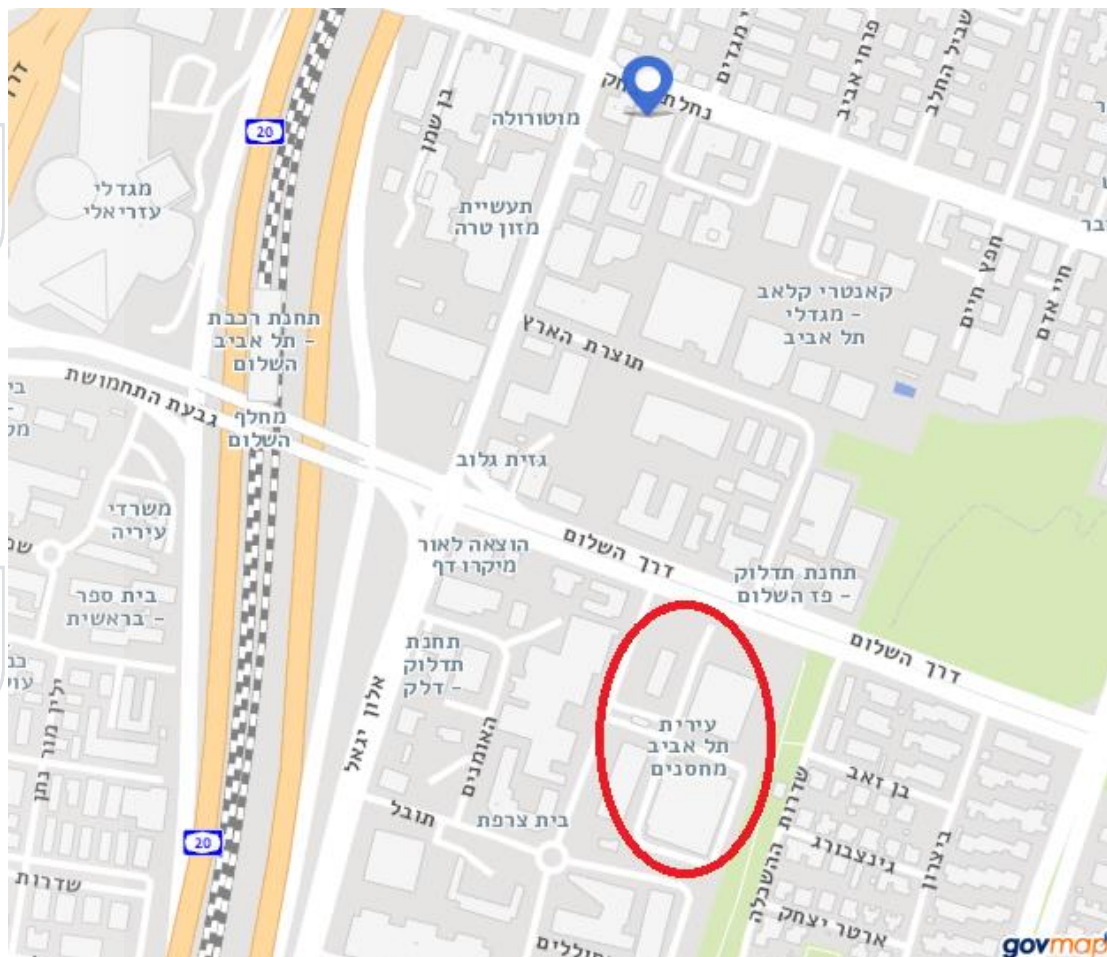 שביל החלב
פרחי אביב
מגדים
נחלת
בן שמן
מוטורולה
20
מגדלי
עזריאלי
תעשיית
מזון טרה
חפץ חיים
חיי אדם
קאנטרי קלאב
- מגדלי
תל אביב
תחנת רכבת
- תל אביב
השלום
תוצרת הארץ
גבעת התחמושת
מחלף
השלום
גזית גלוב
משרדי
עיריה
הוצאה לאור
מיקרו דף
דרך השלום
תחנת תדלוק
- פז השלום
בית ספר
- בראשית
תחנת
תדלוק
- דלק
דרך השלום
ילין מור נתן
אלון יגאל
האומנים
עירית
תל אביב
מחסנים
שדרות ההשכלה
בן זאב
תובל
בית צרפת
ביצרון
גינצבורג
20
שדרות
ארטר יצחק
govmap